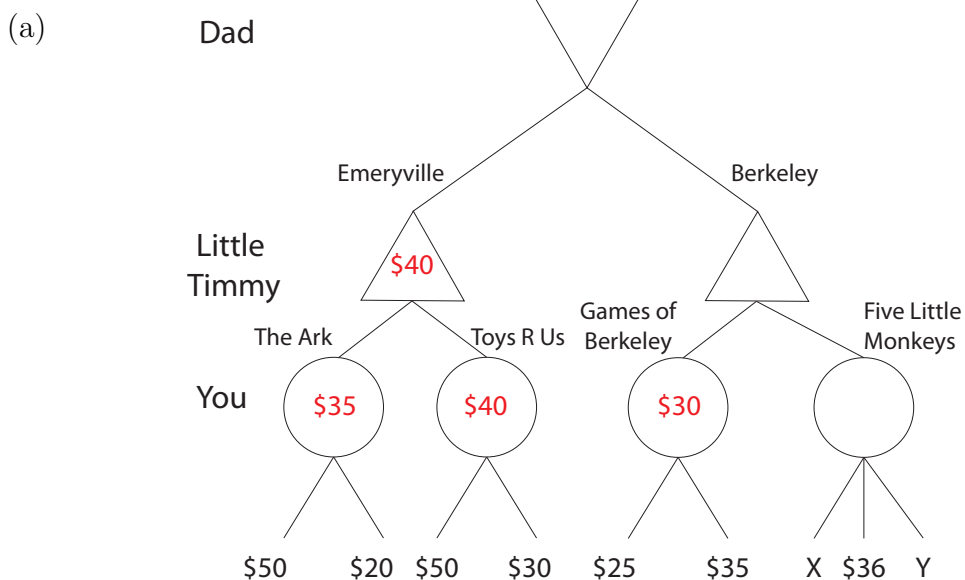 (a)
Dad
Emeryville
Berkeley
Little
Timmy
$40
The Ark
Toys R Us
Games of
Berkeley
Five Little
Monkeys
You
$35
$40
$30
$50
$20
$50
$30
$25
$35
X
$36
Y